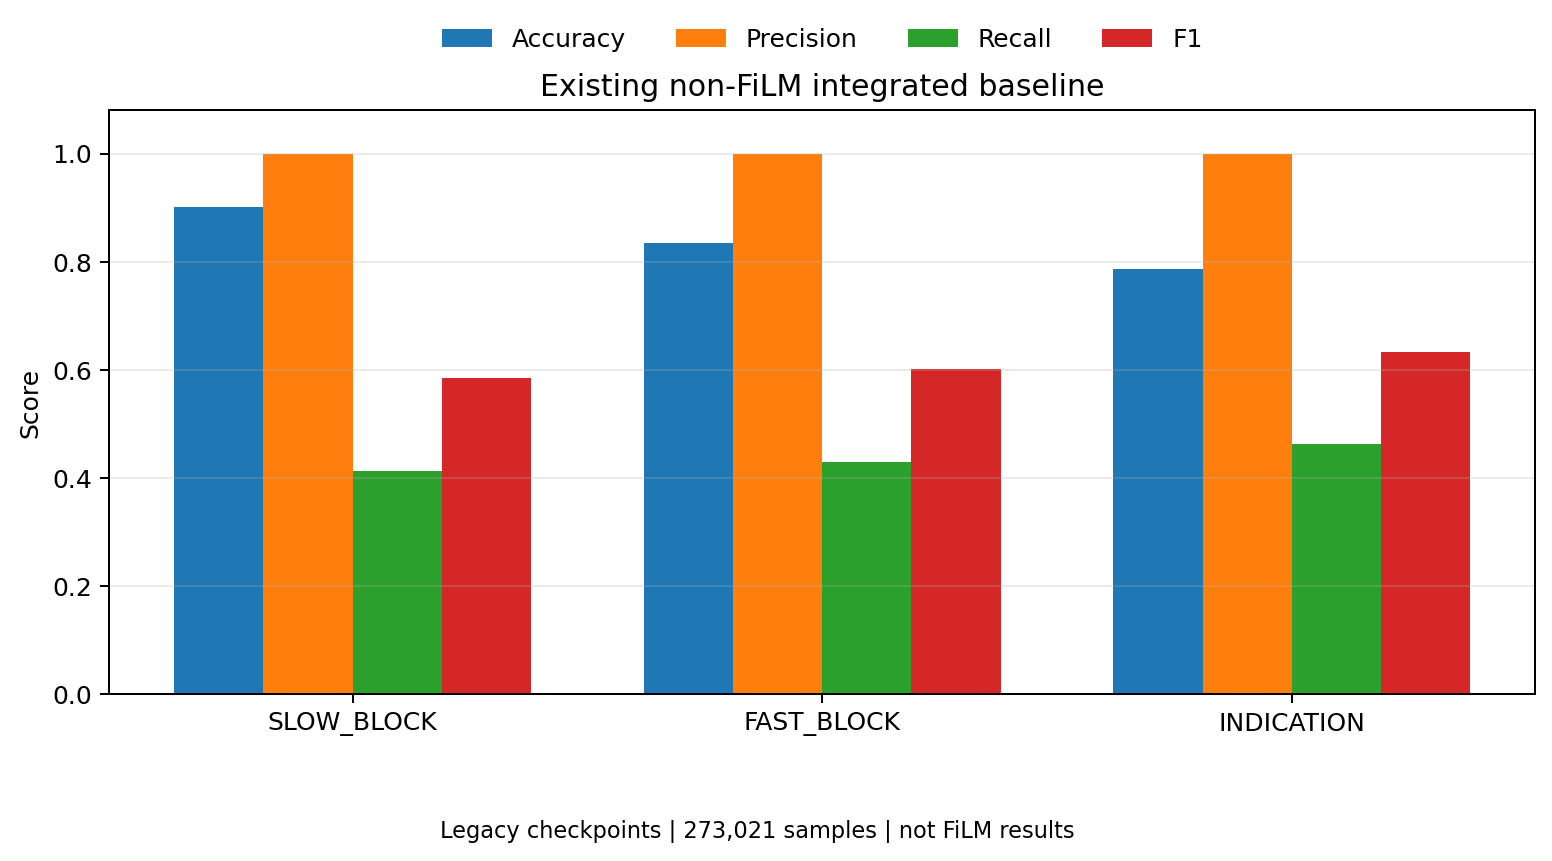 Accuracy Precision Recall F1
Existing non-FiLM integrated baseline
1.0
0.8
0.6
0.4
0.2
0.0
Score
SLOW_BLOCK FAST_BLOCK INDICATION
Legacy checkpoints | 273,021 samples | not FiLM results